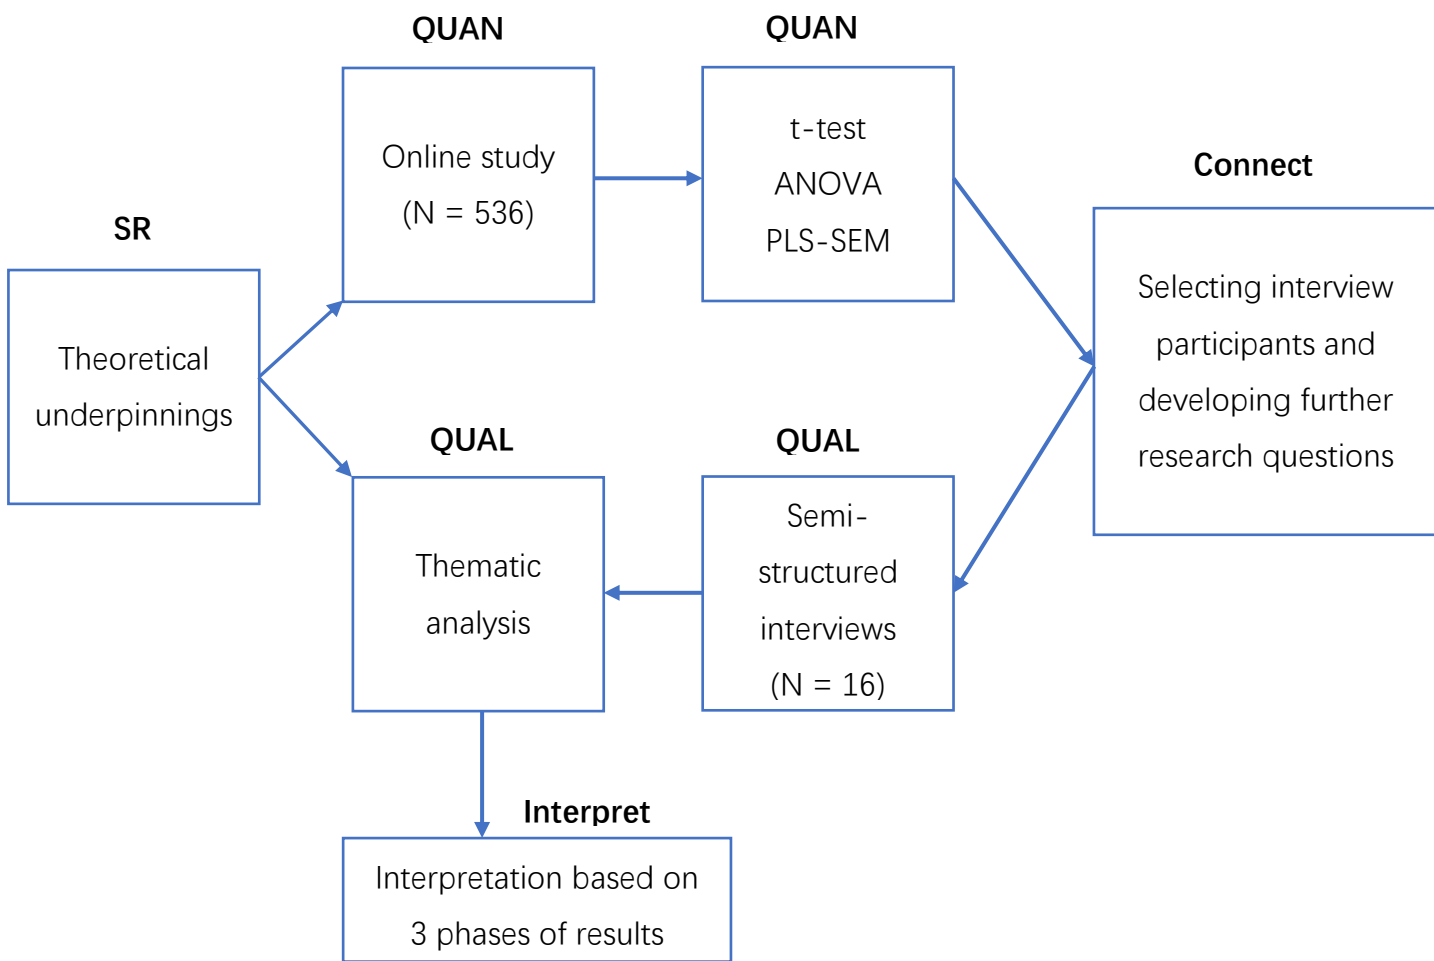 SR
Theoretical
underpinnings
QUAN
Online study
(N = 536)
QUAN
t-test
ANOVA
PLS-SEM
Connect
Selecting interview
participants and
developing further
research questions
QUAL
Semi-
structured
interviews
(N = 16)
QUAL
Thematic
analysis
Interpret
Interpretation based on
3 phases of results